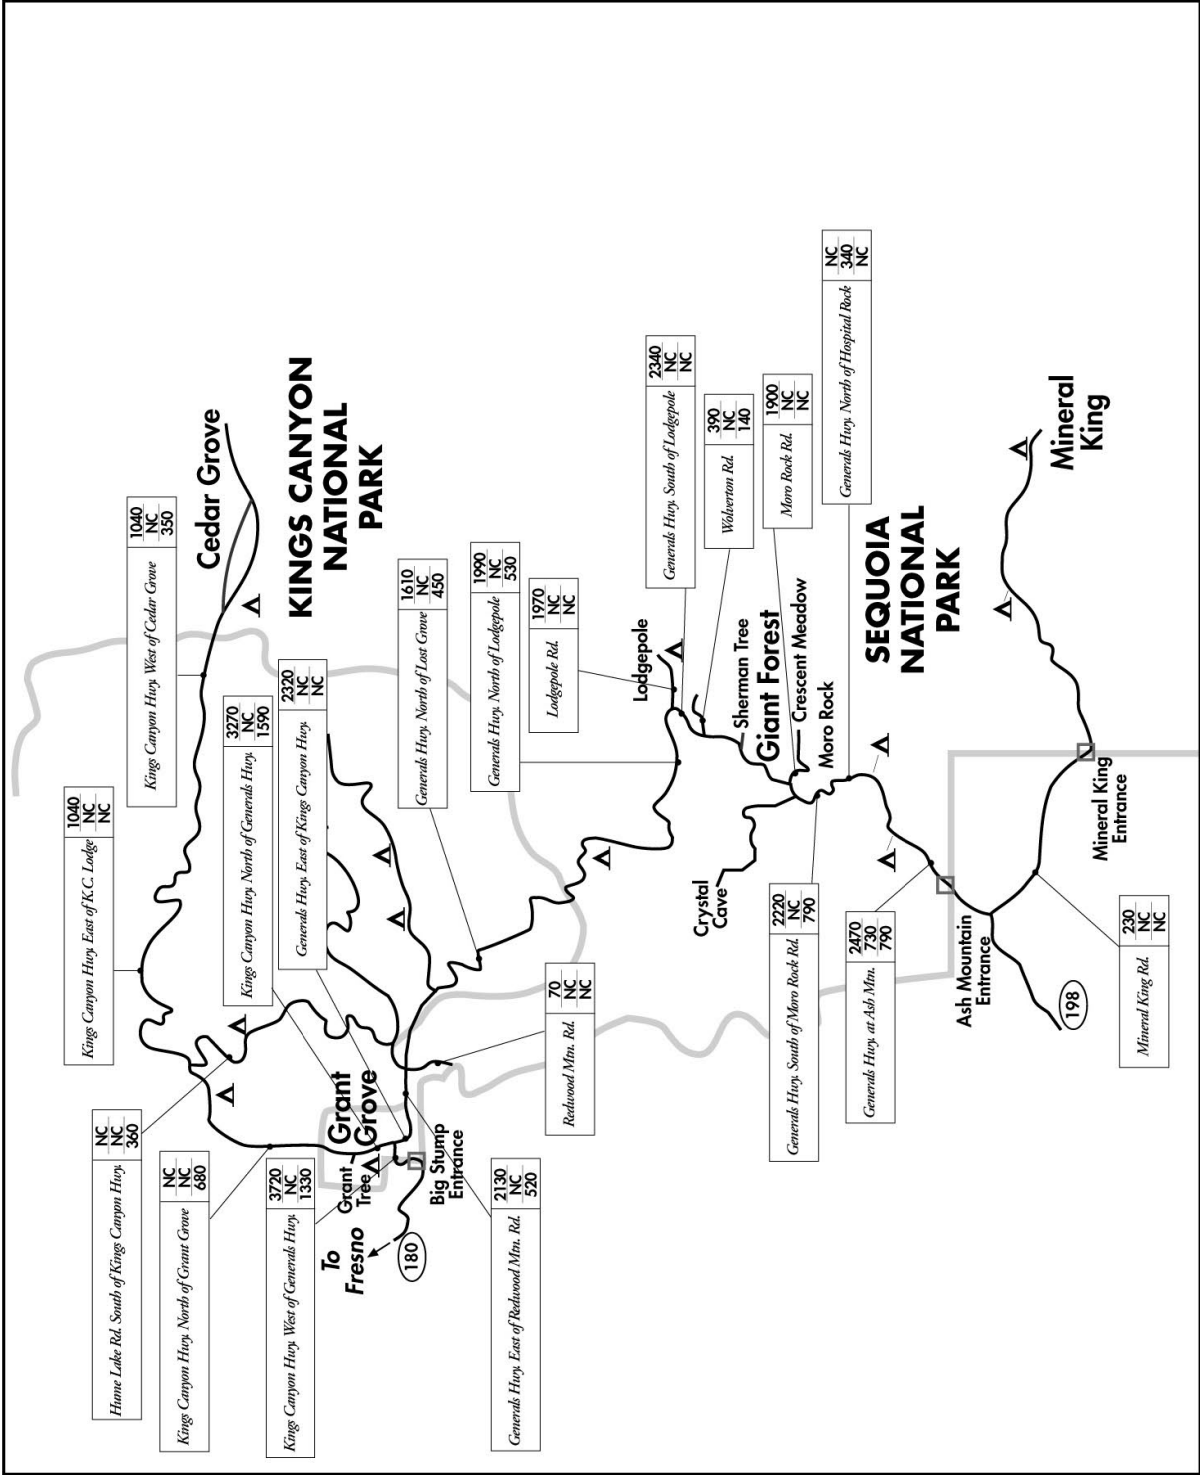 1040
NC
NC
Kings Canyon Hwy. East of K.C. Lodge
1040
NC
350
Kings Canyon Hwy. West of Cedar Grove
Cedar Grove
KINGS CANYON
NATIONAL
PARK
NC
NC
360
Hume Lake Rd. South of Kings Canyon Hwy.
NC
NC
680
Kings Canyon Hwy. North of Grant Grove
3270
NC
1590
Kings Canyon Hwy. North of Generals Hwy.
2320
NC
NC
Generals Hwy. East of Kings Canyon Hwy.
3720
NC
1330
Kings Canyon Hwy. West of Generals Hwy.
Grant
Grove
Grant
Tree
To
Fresno
180
Big Stump
Entrance
1610
NC
450
Generals Hwy. North of Lost Grove
1990
NC
530
Generals Hwy. North of Lodgepole
1970
NC
NC
Lodgepole Rd.
2130
NC
520
Generals Hwy. East of Redwood Mtn. Rd.
70
NC
NC
Redwood Mtn. Rd.
Lodgepole
2340
NC
NC
Generals Hwy. South of Lodgepole
390
NC
140
Wolverton Rd.
1900
NC
NC
Moro Rock Rd.
NC
340
NC
Generals Hwy. North of Hospital Rock
Sherman Tree
Giant Forest
Crescent Meadow
Moro Rock
Crystal
Cave
SEQUOIA
NATIONAL
PARK
2220
NC
790
Generals Hwy. South of Moro Rock Rd.
2470
730
790
Generals Hwy. at Ash Mtn.
Ash Mountain
Entrance
198
Mineral
King
Mineral King
Entrance
230
NC
NC
Mineral King Rd.